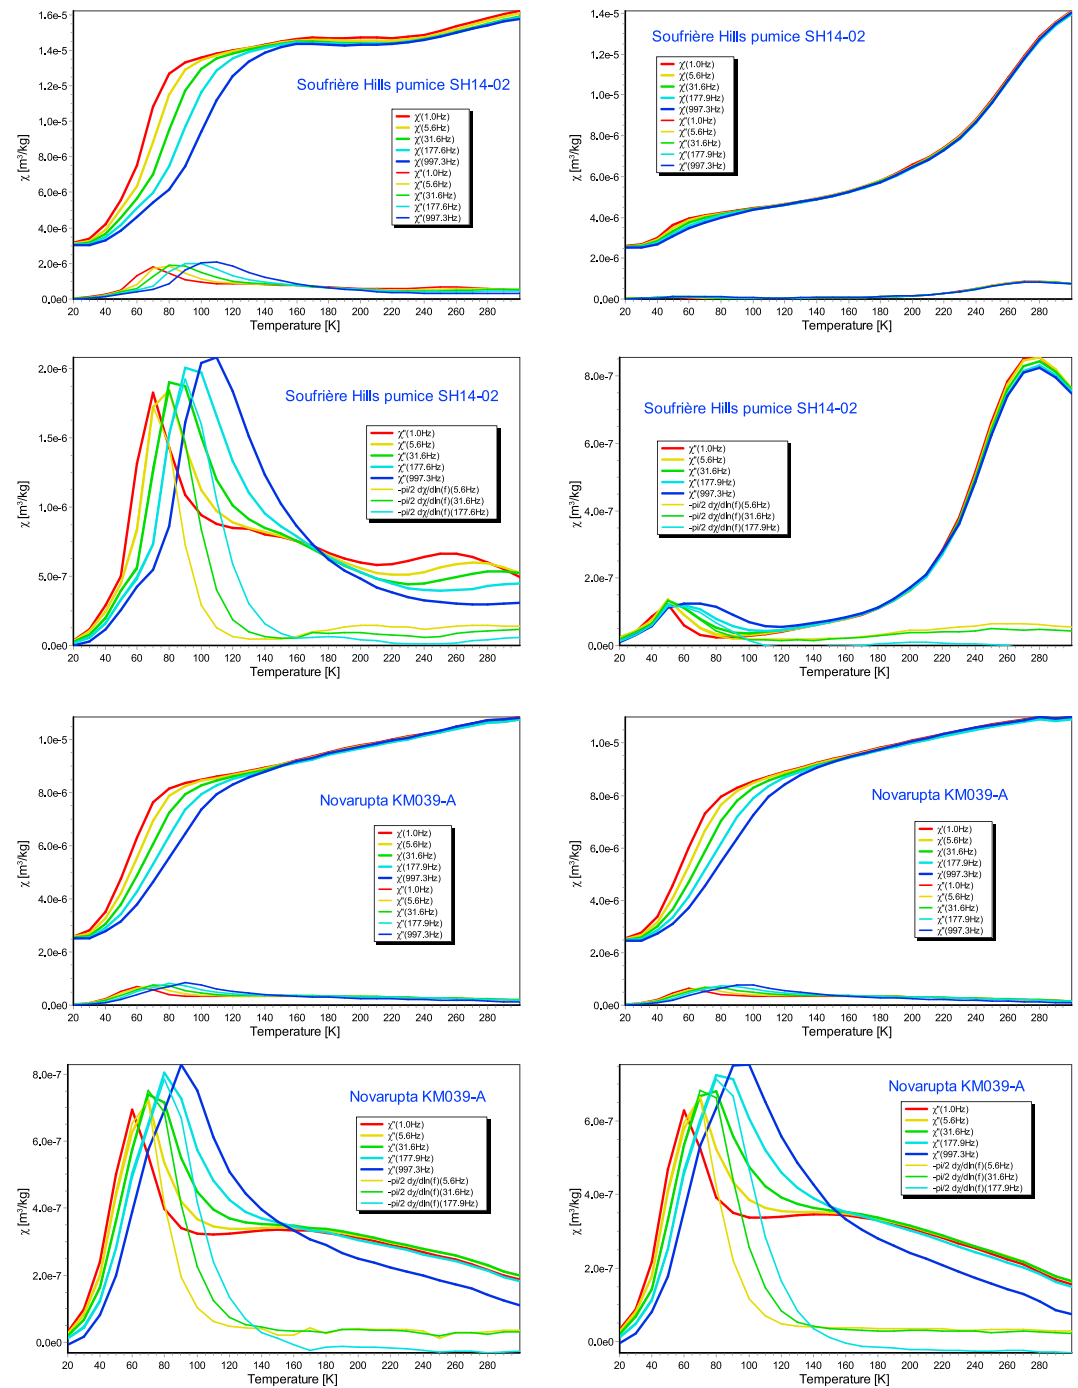 1.6e-5
1.4e-5
1.2e-5
1.0e-5
8.0e-6
6.0e-6
4.0e-6
2.0e-6
0.0e0
χ [m³/kg]
Soufrière Hills pumice SH14-02
χ'(1.0Hz)
χ'(5.6Hz)
χ'(31.6Hz)
χ'(177.6Hz)
χ'(997.3Hz)
χ"(1.0Hz)
χ"(5.6Hz)
χ"(31.6Hz)
χ"(177.6Hz)
χ"(997.3Hz)
20 40 60 80 100 120 140 160 180 200 220 240 260 280
Temperature [K]
1.4e-5
1.2e-5
1.0e-5
8.0e-6
6.0e-6
4.0e-6
2.0e-6
0.0e0
χ [m³/kg]
Soufrière Hills pumice SH14-02
χ'(1.0Hz)
χ'(5.6Hz)
χ'(31.6Hz)
χ'(177.9Hz)
χ'(997.3Hz)
χ"(1.0Hz)
χ"(5.6Hz)
χ"(31.6Hz)
χ"(177.9Hz)
χ"(997.3Hz)
20 40 60 80 100 120 140 160 180 200 220 240 260 280
Temperature [K]
2.0e-6
1.5e-6
1.0e-6
5.0e-7
0.0e0
χ [m³/kg]
Soufrière Hills pumice SH14-02
χ"(1.0Hz)
χ"(5.6Hz)
χ"(31.6Hz)
χ"(177.6Hz)
χ"(997.3Hz)
-pi/2 dχ/dln(f)(5.6Hz)
-pi/2 dχ/dln(f)(31.6Hz)
-pi/2 dχ/dln(f)(177.6Hz)
20 40 60 80 100 120 140 160 180 200 220 240 260 280
Temperature [K]
8.0e-7
6.0e-7
4.0e-7
2.0e-7
0.0e0
χ [m³/kg]
Soufrière Hills pumice SH14-02
χ"(1.0Hz)
χ"(5.6Hz)
χ"(31.6Hz)
χ"(177.9Hz)
χ"(997.3Hz)
-pi/2 dχ/dln(f)(5.6Hz)
-pi/2 dχ/dln(f)(31.6Hz)
-pi/2 dχ/dln(f)(177.9Hz)
20 40 60 80 100 120 140 160 180 200 220 240 260 280
Temperature [K]
1.0e-5
8.0e-6
6.0e-6
4.0e-6
2.0e-6
0.0e0
χ [m³/kg]
Novarupta KM039-A
χ'(1.0Hz)
χ'(5.6Hz)
χ'(31.6Hz)
χ'(177.9Hz)
χ'(997.3Hz)
χ"(1.0Hz)
χ"(5.6Hz)
χ"(31.6Hz)
χ"(177.9Hz)
χ"(997.3Hz)
20 40 60 80 100 120 140 160 180 200 220 240 260 280
Temperature [K]
1.0e-5
8.0e-6
6.0e-6
4.0e-6
2.0e-6
0.0e0
χ [m³/kg]
Novarupta KM039-A
χ'(1.0Hz)
χ'(5.6Hz)
χ'(31.6Hz)
χ'(177.9Hz)
χ'(997.3Hz)
χ"(1.0Hz)
χ"(5.6Hz)
χ"(31.6Hz)
χ"(177.9Hz)
χ"(997.3Hz)
20 40 60 80 100 120 140 160 180 200 220 240 260 280
Temperature [K]
8.0e-7
6.0e-7
4.0e-7
2.0e-7
0.0e0
χ [m³/kg]
Novarupta KM039-A
χ"(1.0Hz)
χ"(5.6Hz)
χ"(31.6Hz)
χ"(177.9Hz)
χ"(997.3Hz)
-pi/2 dχ/dln(f)(5.6Hz)
-pi/2 dχ/dln(f)(31.6Hz)
-pi/2 dχ/dln(f)(177.9Hz)
20 40 60 80 100 120 140 160 180 200 220 240 260 280
Temperature [K]
6.0e-7
4.0e-7
2.0e-7
0.0e0
χ [m³/kg]
Novarupta KM039-A
χ"(1.0Hz)
χ"(5.6Hz)
χ"(31.6Hz)
χ"(177.9Hz)
χ"(997.3Hz)
-pi/2 dχ/dln(f)(5.6Hz)
-pi/2 dχ/dln(f)(31.6Hz)
-pi/2 dχ/dln(f)(177.9Hz)
20 40 60 80 100 120 140 160 180 200 220 240 260 280
Temperature [K]